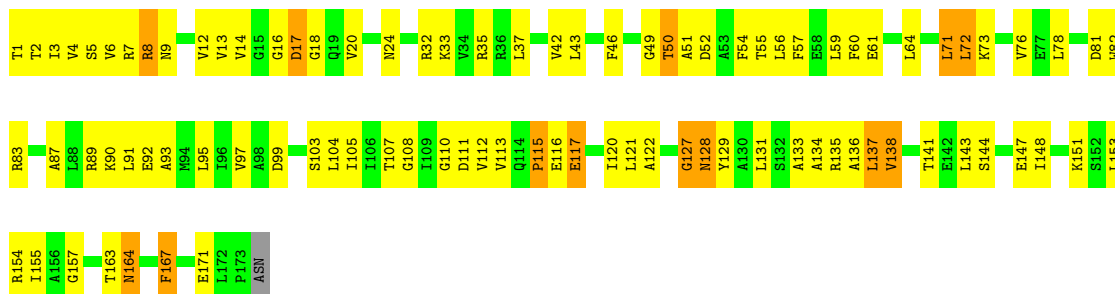 T1 T2 I3 V4 S5 V6 R7 R8 N9 V12 V13 V14 G15 G16 D17 G18 Q19 V20 N24 R32 K33 V34 R35 R36 L37 V42 L43 F46 G49 T50 A51 D52 A53 F54 T55 L56 F57 E58 L59 F60 E61 L64 L71 L72 K73 V76 E77 L78 D81
R83 A87 L88 R89 K90 L91 E92 A93 M94 L95 I96 V97 A98 D99 S103 L104 I105 I106 T107 G108 I109 G110 D111 V112 V113 Q114 P115 E116 E117 I120 L121 A122 G127 N128 Y129 A130 L131 S132 A133 A134 R135 A136 L137 V138 T141 E142 L143 S144 E147 I148 K151 S152
R154 I155 A156 G157 T163 N164 F167 E171 L172 P173 ASN